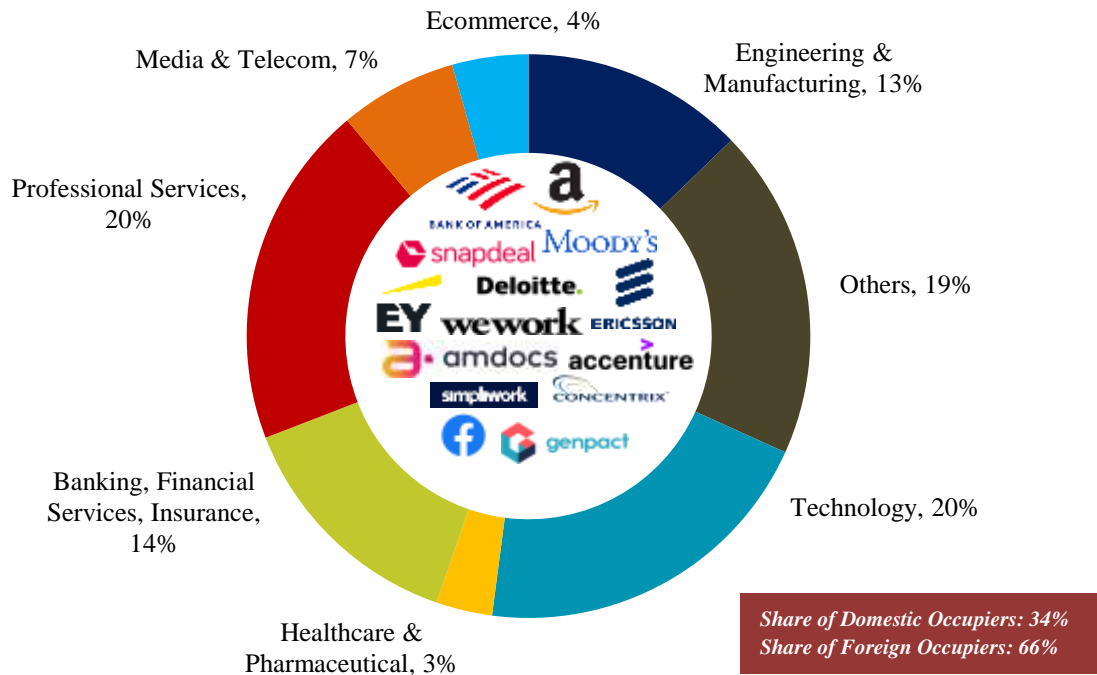 Ecommerce, 4%
Media & Telecom, 7%
Engineering &
Manufacturing, 13%
Professional Services,
20%
Others, 19%
Technology, 20%
Banking, Financial
Services, Insurance,
14%
Healthcare &
Pharmaceutical, 3%
BANK OF AMERICA
a
snapdeal
MOODY'S
Deloitte.
EY
wework
ERICSSON
amdocs
accenture
simpliwork
CONCENTRIX
genpact
Share of Domestic Occupiers: 34%
Share of Foreign Occupiers: 66%